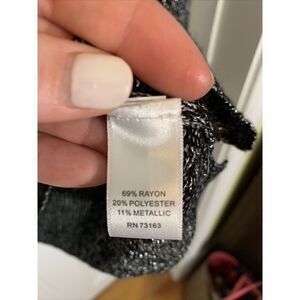 69% RAYON
20% POLYESTER
11% METALLIC
RN 73163